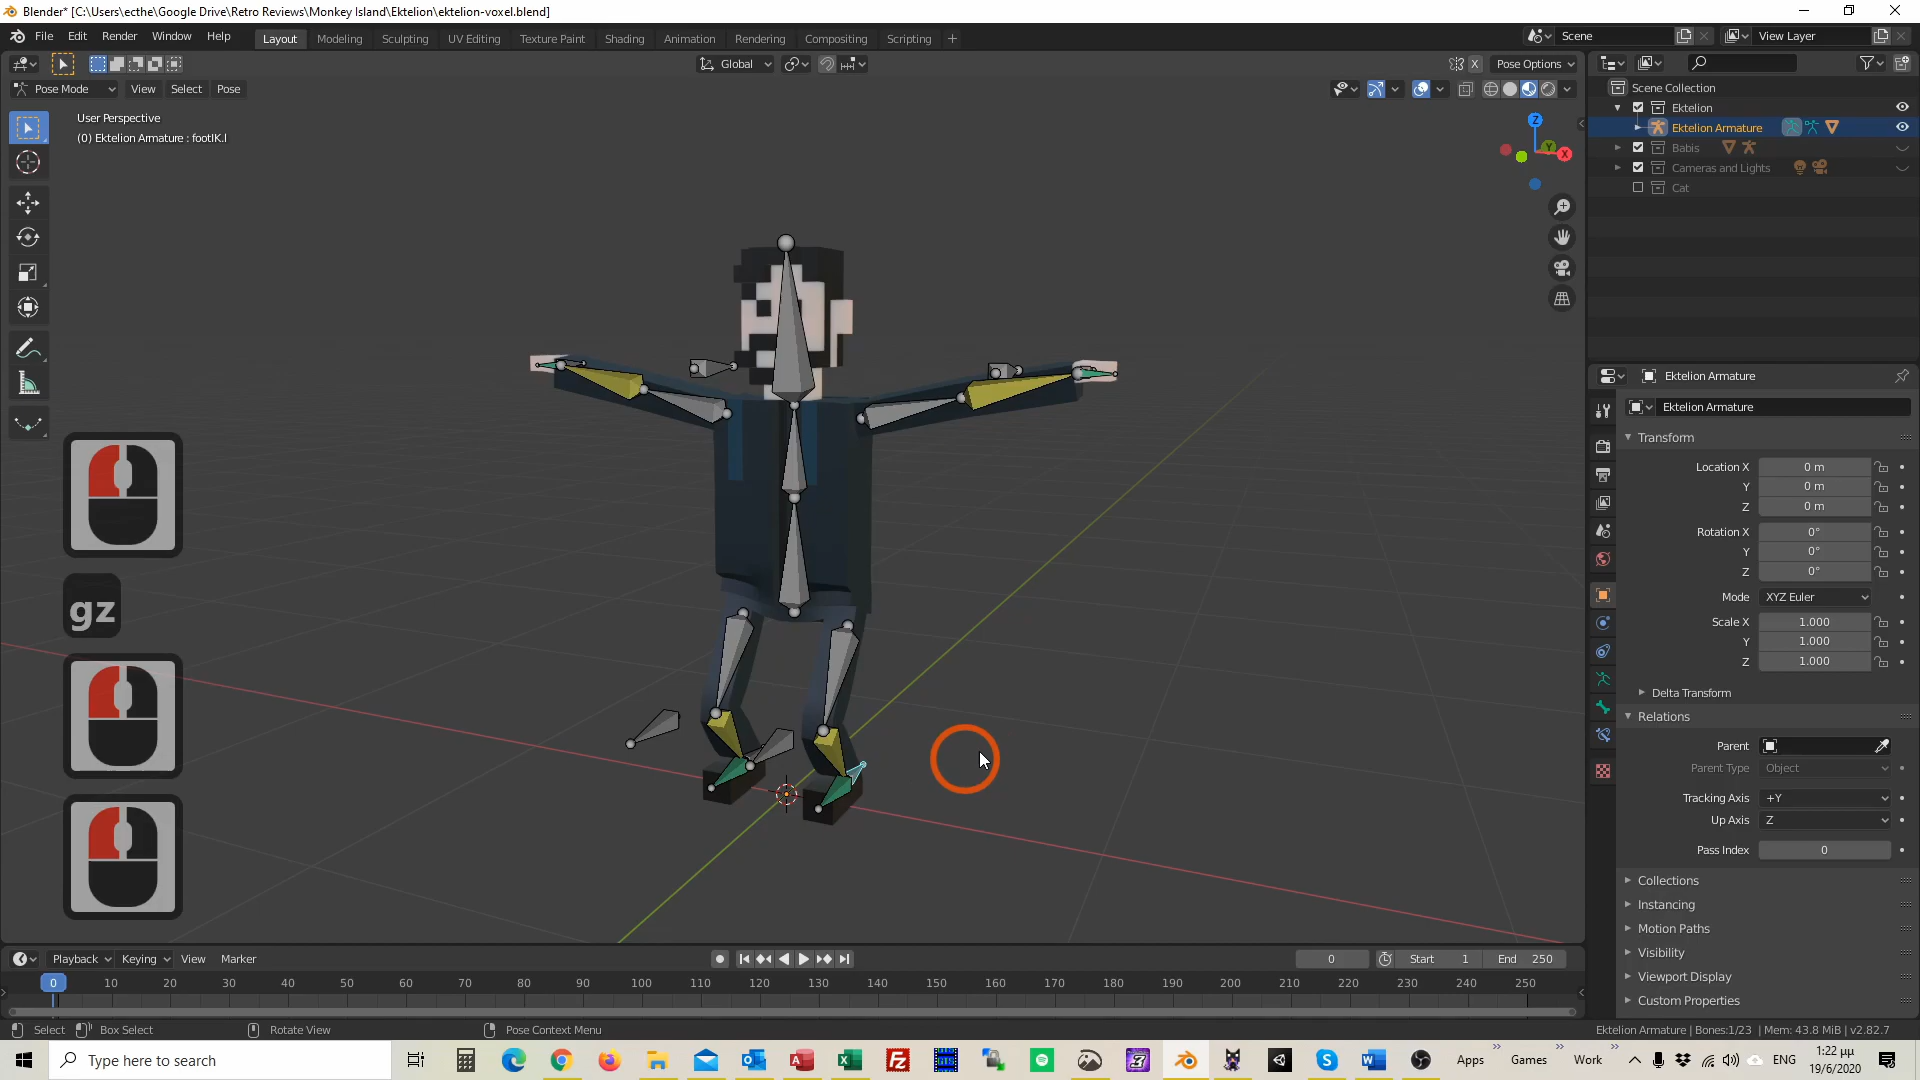 Blender* [C:\Users\ecthe\Google Drive\Retro Reviews\Monkey Island\Ektelion\ektelion-voxel.blend]
File Edit Render Window Help Layout Modeling Sculpting UV Editing Texture Paint Shading Animation Rendering Compositing Scripting + Scene View Layer
Global X Pose Options
Pose Mode View Select Pose
Scene Collection
Ektelion
Ektelion Armature
Babis
Cameras and Lights
Cat
User Perspective
(0) Ektelion Armature : footIK.l
Z
Y
X
gz
Ektelion Armature
Ektelion Armature
Transform
Location X 0 m
Y 0 m
Z 0 m
Rotation X 0°
Y 0°
Z 0°
Mode XYZ Euler
Scale X 1.000
Y 1.000
Z 1.000
Delta Transform
Relations
Parent
Parent Type Object
Tracking Axis +Y
Up Axis Z
Pass Index 0
Collections
Instancing
Motion Paths
Visibility
Viewport Display
Custom Properties
Playback Keying View Marker 0 Start 1 End 250
0 10 20 30 40 50 60 70 80 90 100 110 120 130 140 150 160 170 180 190 200 210 220 230 240 250
Select Box Select Rotate View Pose Context Menu Ektelion Armature | Bones:1/23 | Mem: 43.8 MiB | v2.82.7
Type here to search Apps Games Work ENG 1:22 μμ
19/6/2020